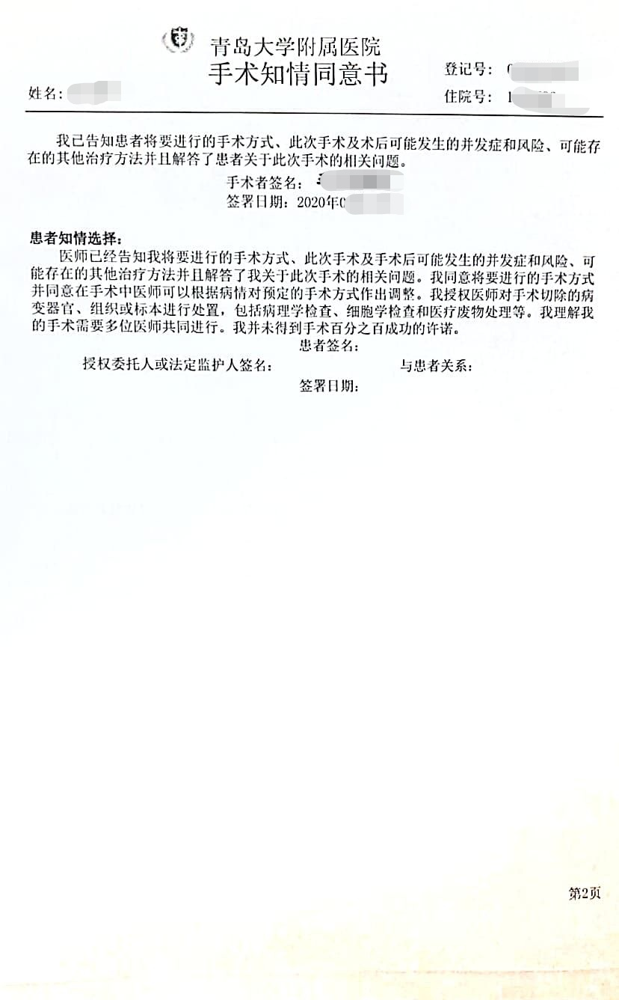 青岛大学附属医院
手术知情同意书
登记号：
姓名：
住院号：
我已告知患者将要进行的手术方式、此次手术及术后可能发生的并发症和风险、可能存
在的其他治疗方法并且解答了患者关于此次手术的相关问题。
手术者签名：
签署日期：2020年0
患者知情选择：
医师已经告知我将要进行的手术方式、此次手术及手术后可能发生的并发症和风险、可
能存在的其他治疗方法并且解答了我关于此次手术的相关问题。我同意将要进行的手术方式
并同意在手术中医师可以根据病情对预定的手术方式作出调整。我授权医师对手术切除的病
变器官、组织或标本进行处置，包括病理学检查、细胞学检查和医疗废物处理等。我理解我
的手术需要多位医师共同进行。我并未得到手术百分之百成功的许诺。
患者签名：
授权委托人或法定监护人签名： 与患者关系：
签署日期：
第2页